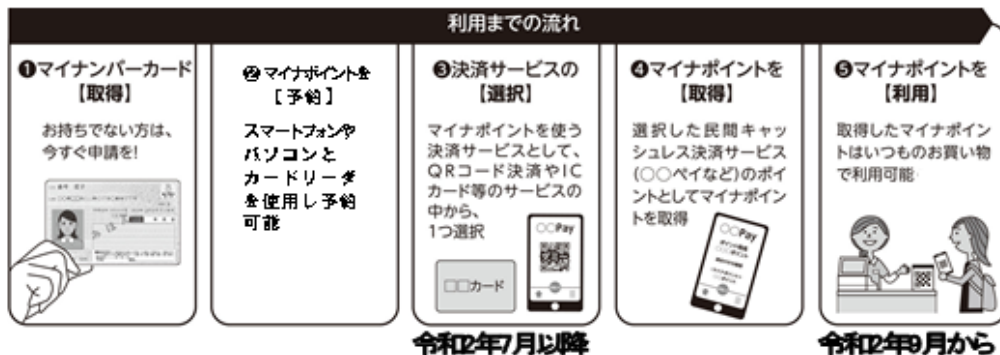 利用までの流れ
❶マイナンバーカード
【取得】
お持ちでない方は、
今すぐ申請を!
❷マイナポイントを
【予約】
スマートフォンや
パソコンと
カードリーダ
を使用し予約
可能
❸決済サービスの
【選択】
マイナポイントを使う
決済サービスとして、
QRコード決済やIC
カード等のサービスの
中から、
1つ選択
○○Pay
□□カード
❹マイナポイントを
【取得】
選択した民間キャッ
シュレス決済サービス
(○○ペイなど)のポイ
ントとしてマイナポイン
トを取得
○○Pay
❺マイナポイントを
【利用】
取得したマイナポイン
トはいつものお買い物
で利用可能
令和2年7月以降
令和2年9月から